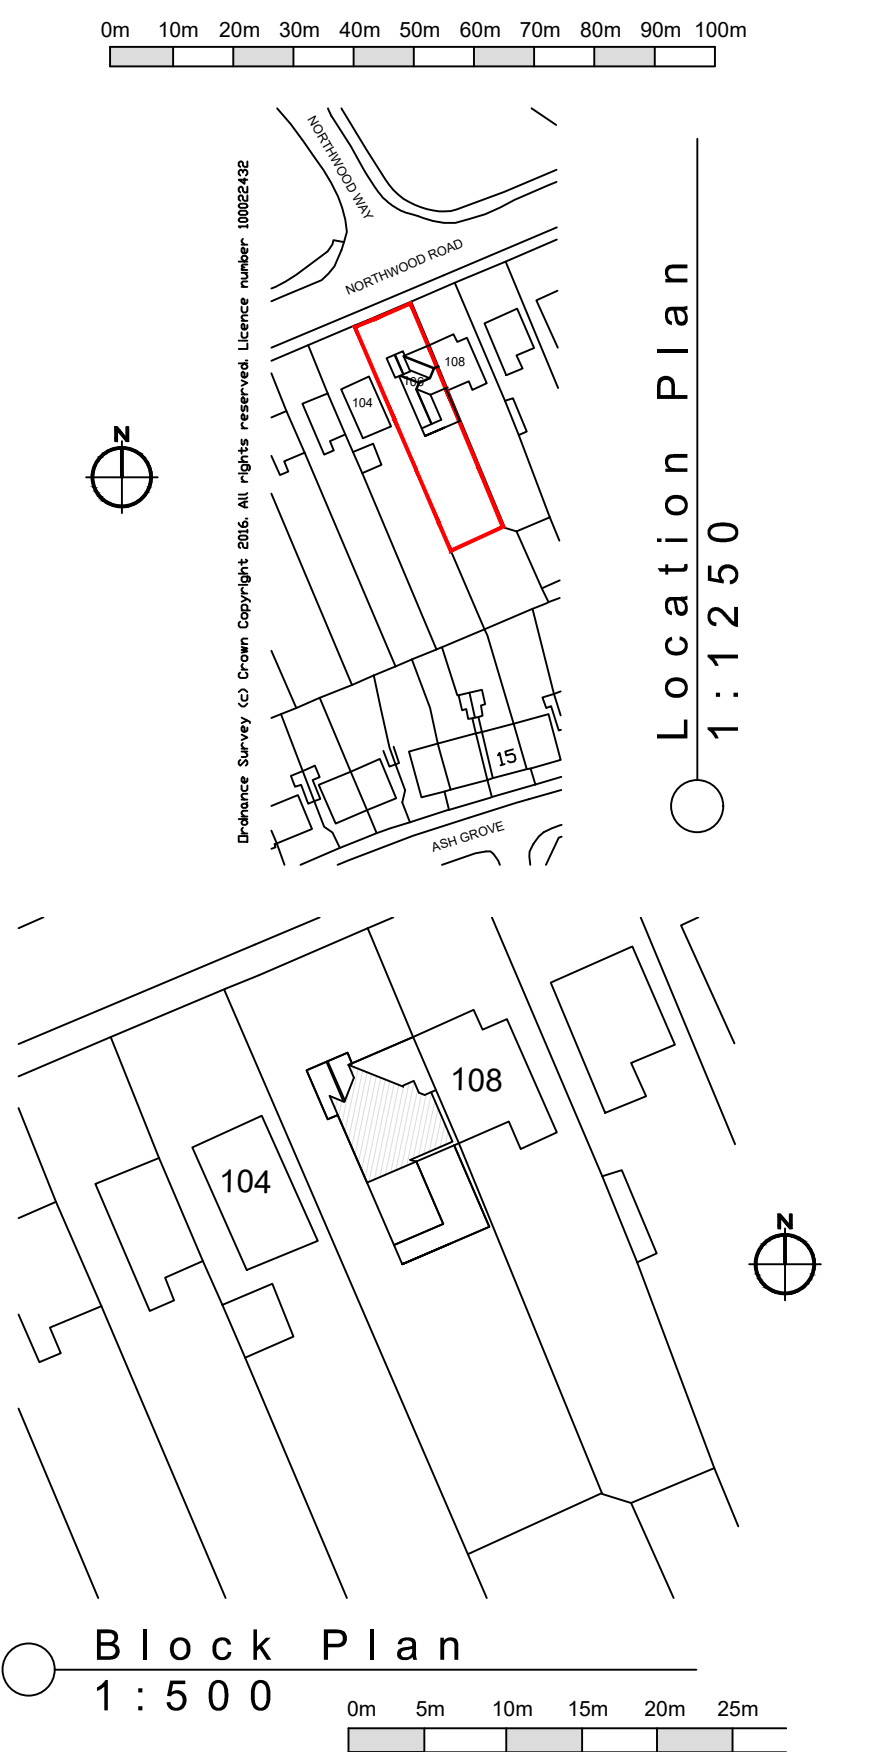 0m 10m 20m 30m 40m 50m 60m 70m 80m 90m 100m
NORTHWOOD WAY
NORTHWOOD ROAD
Ordnance Survey (c) Crown Copyright 2016. All rights reserved. Licence number 100022432
108
104
N
15
ASH GROVE
Location Plan
1:1250
108
104
N
Block Plan
1:500
0m 5m 10m 15m 20m 25m